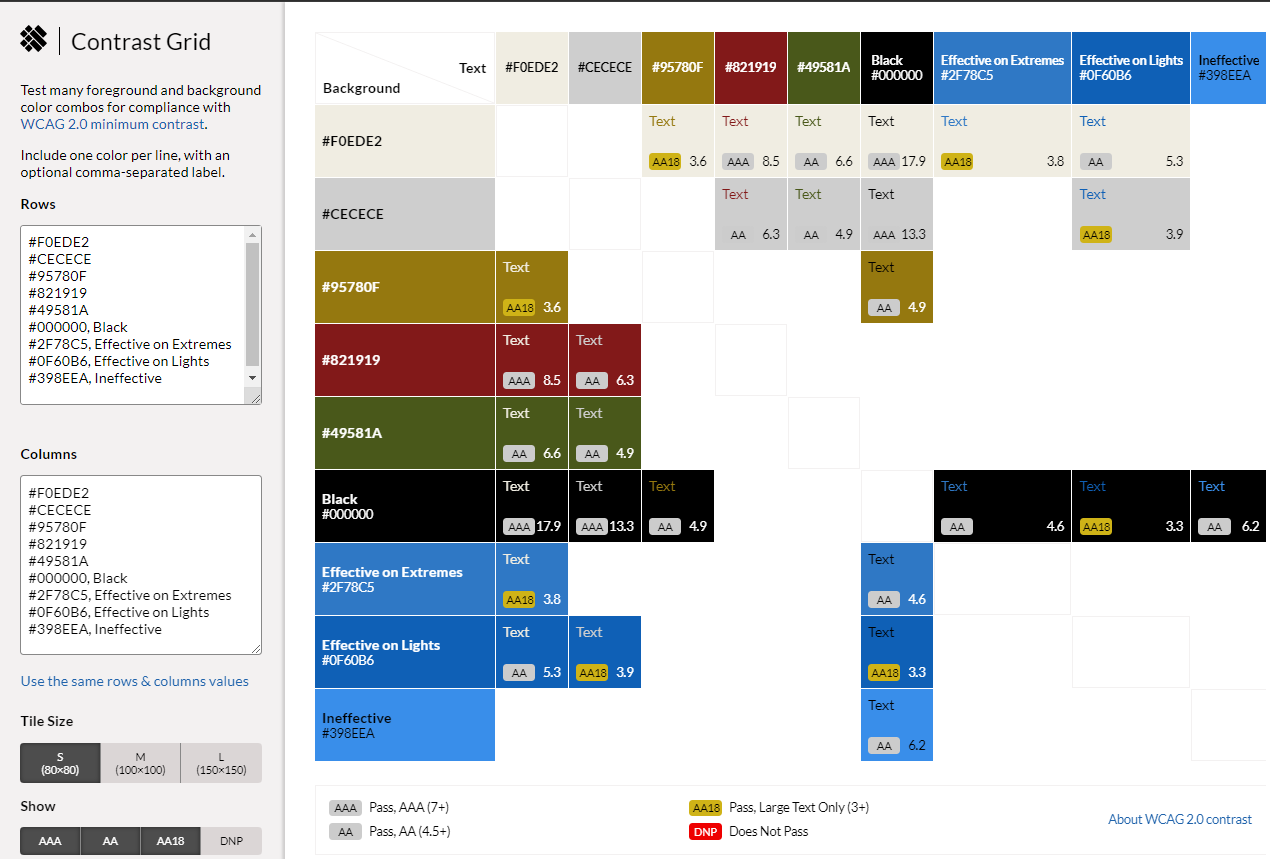 Contrast Grid
Test many foreground and background
color combos for compliance with
WCAG 2.0 minimum contrast.
Include one color per line, with an
optional comma-separated label.
Rows
#F0EDE2
#CECECE
#95780F
#821919
#49581A
#000000, Black
#2F78C5, Effective on Extremes
#0F60B6, Effective on Lights
#398EEA, Ineffective
Columns
#F0EDE2
#CECECE
#95780F
#821919
#49581A
#000000, Black
#2F78C5, Effective on Extremes
#0F60B6, Effective on Lights
#398EEA, Ineffective
Use the same rows & columns values
Tile Size
S M L
(80×80) (100×100) (150×150)
Show
AAA AA AA18 DNP
Text
Background
#F0EDE2 #CECECE #95780F #821919 #49581A
Black
#000000
Effective on Extremes
#2F78C5
Effective on Lights
#0F60B6
Ineffective
#398EEA
#F0EDE2
Text Text Text Text Text Text
AA18 3.6 AAA 8.5 AA 6.6 AAA 17.9 AA18 3.8 AA 5.3
#CECECE
Text Text Text Text
AA 6.3 AA 4.9 AAA 13.3 AA18 3.9
#95780F
Text Text
AA18 3.6 AA 4.9
#821919
Text Text
AAA 8.5 AA 6.3
#49581A
Text Text
AA 6.6 AA 4.9
Black
#000000
Text Text Text Text Text Text
AAA 17.9 AAA 13.3 AA 4.9 AA 4.6 AA18 3.3 AA 6.2
Effective on Extremes
#2F78C5
Text Text
AA18 3.8 AA 4.6
Effective on Lights
#0F60B6
Text Text Text
AA 5.3 AA18 3.9 AA18 3.3
Ineffective
#398EEA
Text
AA 6.2
AAA Pass, AAA (7+)
AA Pass, AA (4.5+)
AA18 Pass, Large Text Only (3+)
DNP Does Not Pass
About WCAG 2.0 contrast